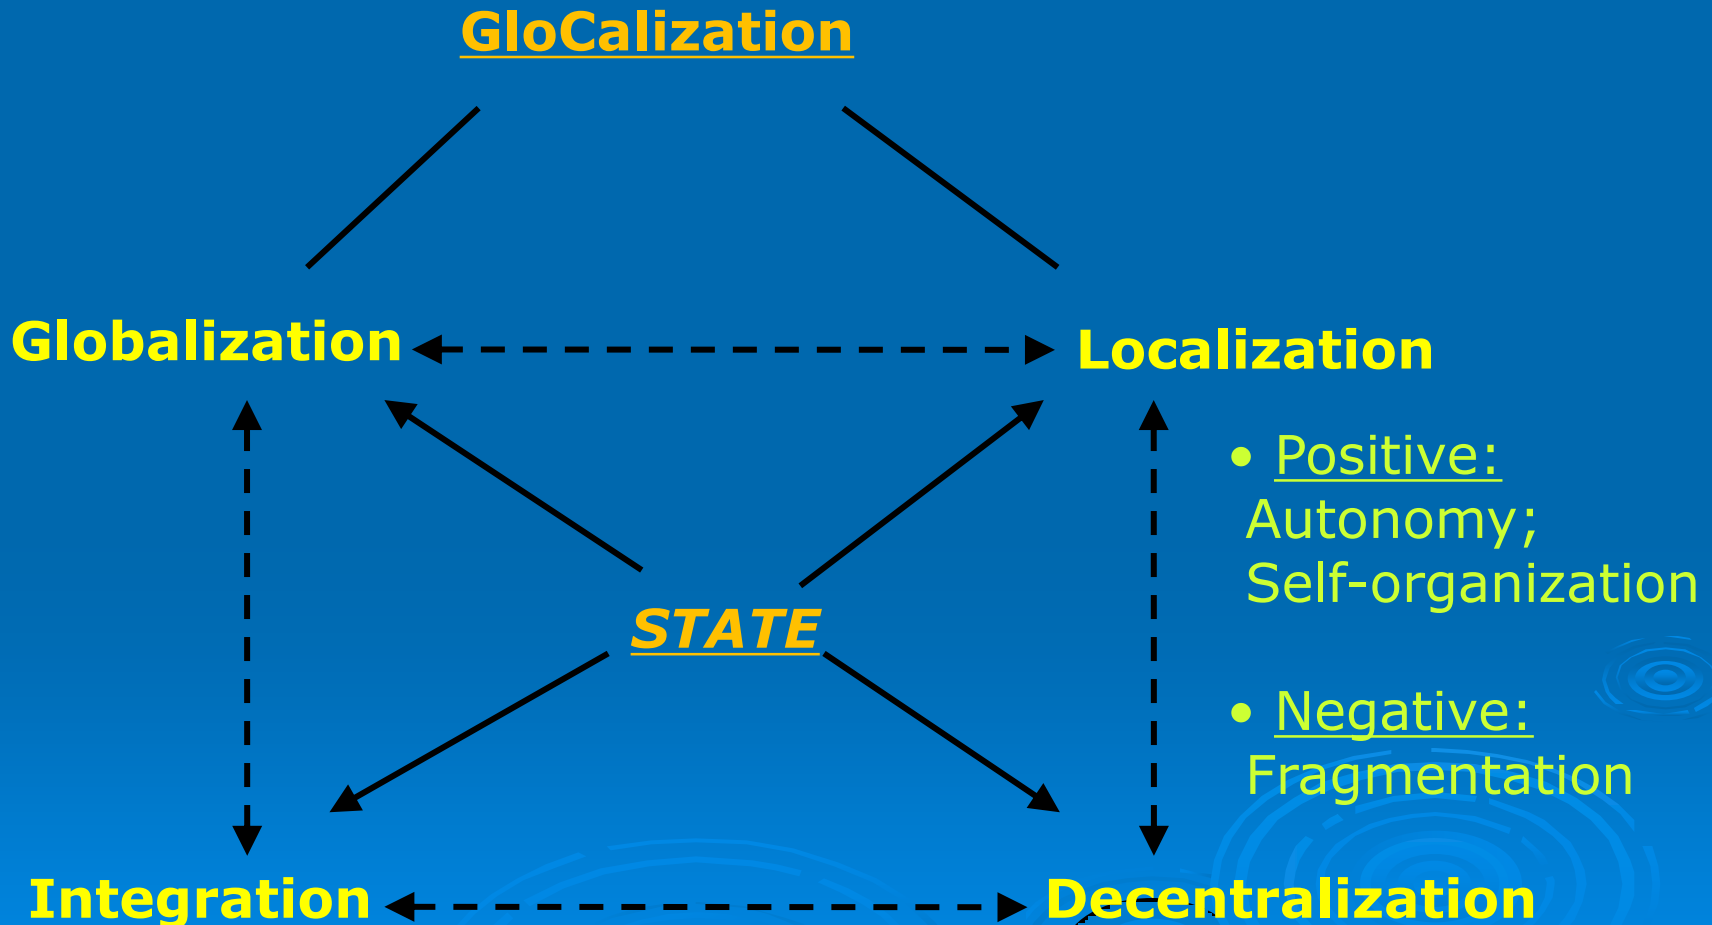 GloCalization
Globalization
Localization
• Positive:
Autonomy;
Self-organization
STATE
• Negative:
Fragmentation
Integration
Decentralization